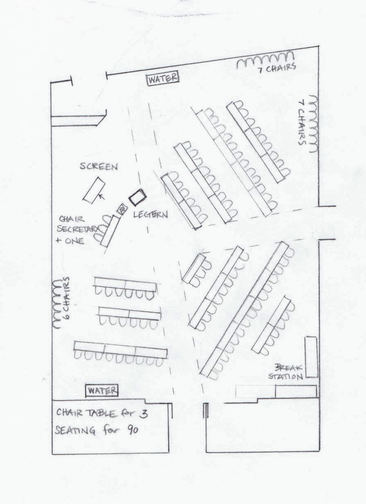 WATER
7 CHAIRS
7 CHAIRS
SCREEN
LECTERN
CHAIR
SECRETARY
+ ONE
6 CHAIRS
BREAK
STATION
WATER
CHAIR TABLE for 3
SEATING for 90